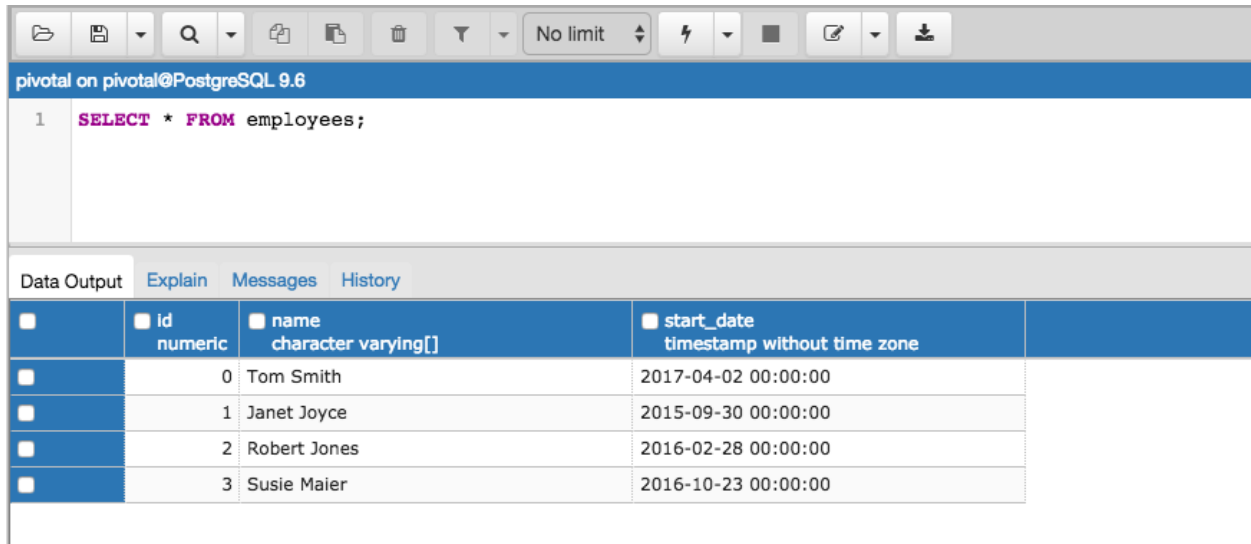 No limit
pivotal on pivotal@PostgreSQL 9.6
1 SELECT * FROM employees;
Data Output Explain Messages History
id name start_date
numeric character varying[] timestamp without time zone
0 Tom Smith 2017-04-02 00:00:00
1 Janet Joyce 2015-09-30 00:00:00
2 Robert Jones 2016-02-28 00:00:00
3 Susie Maier 2016-10-23 00:00:00